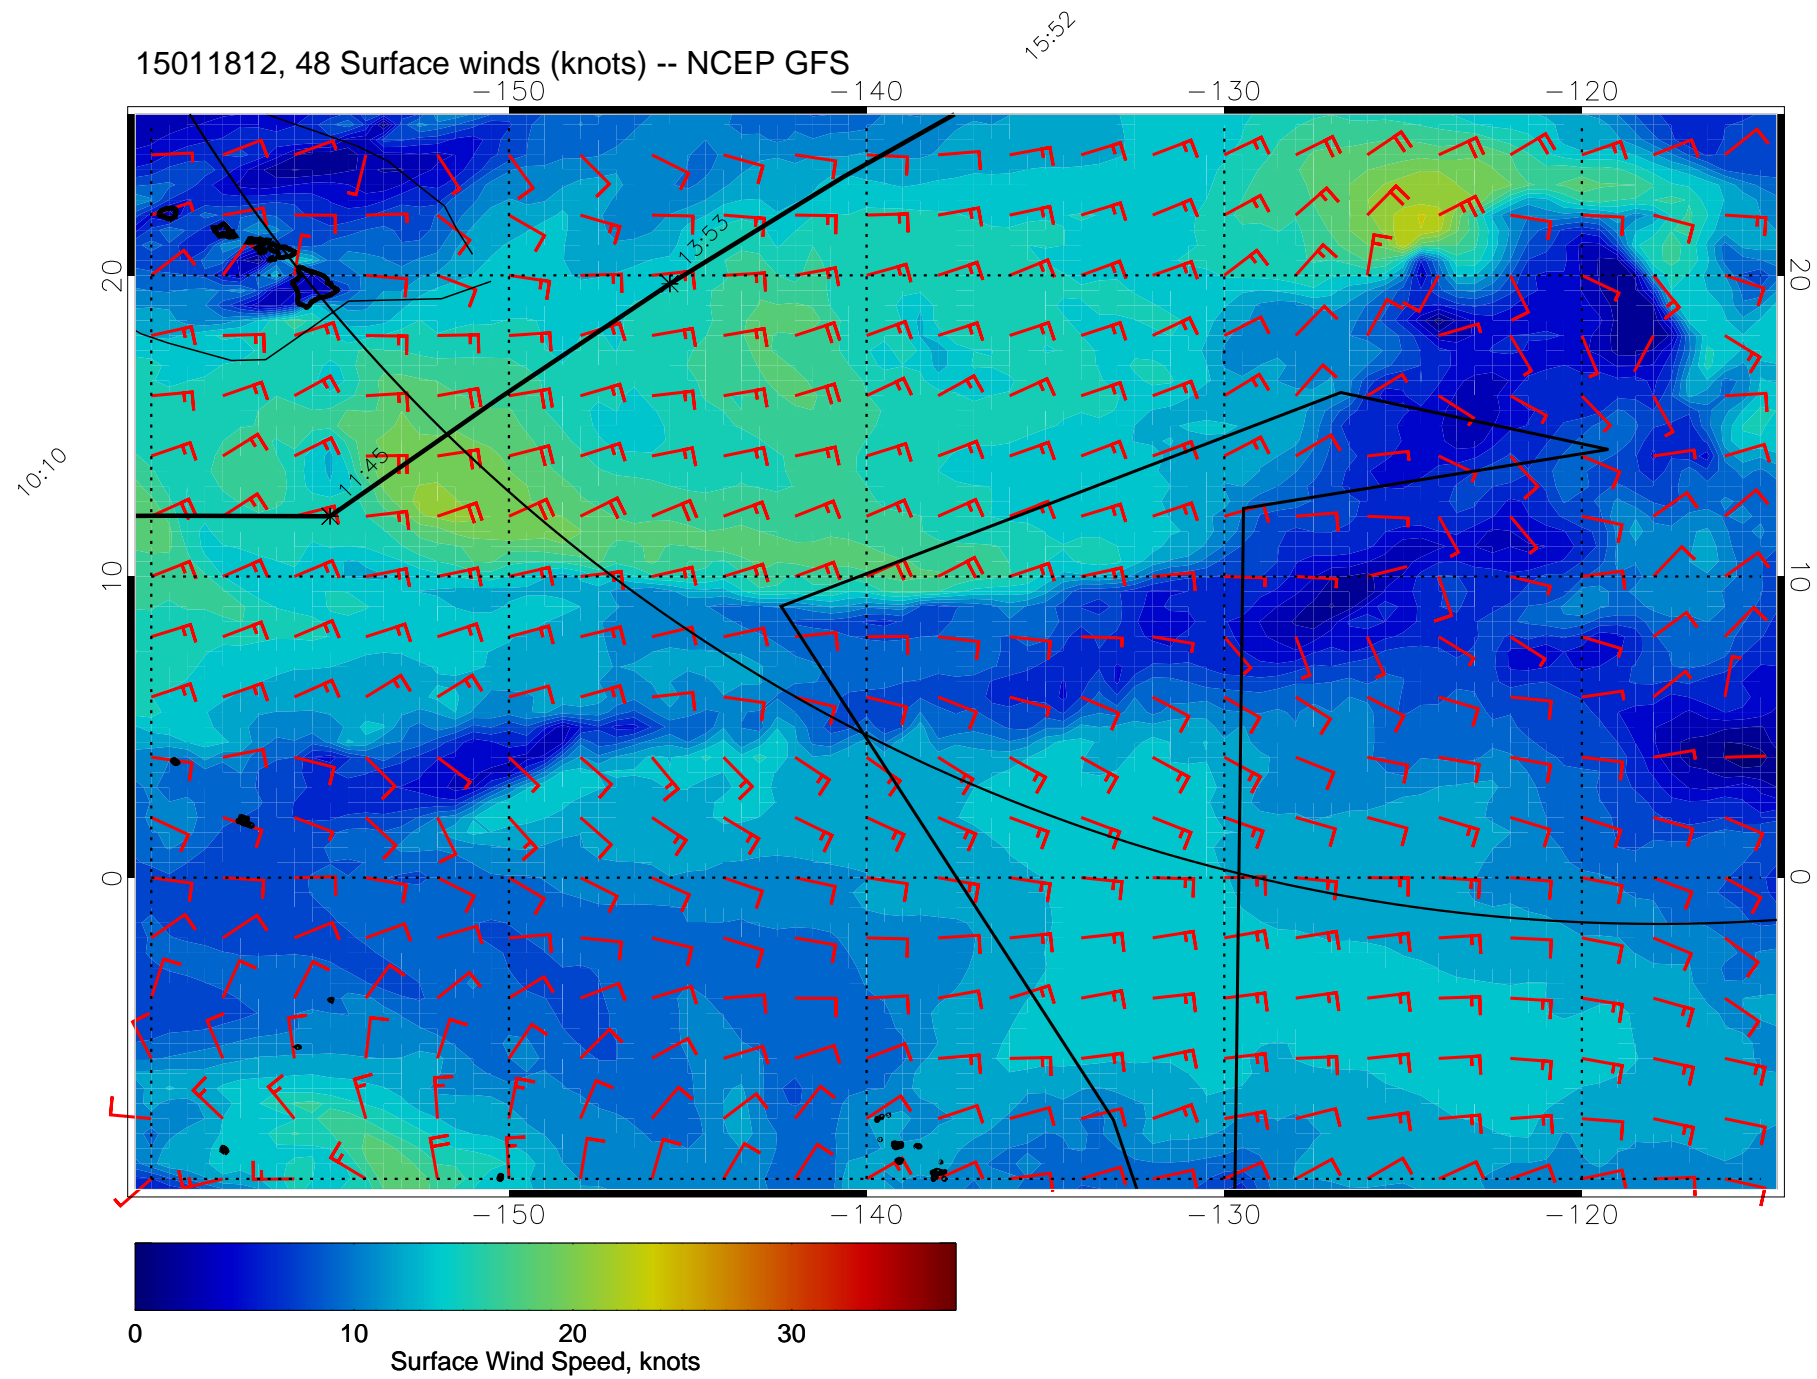 15:52
15011812, 48 Surface winds (knots) -- NCEP GFS
−150 −140 −130 −120
13:53
20 20
11:45
10:10
10 10
0 0
−150 −140 −130 −120
0 10 20 30
Surface Wind Speed, knots